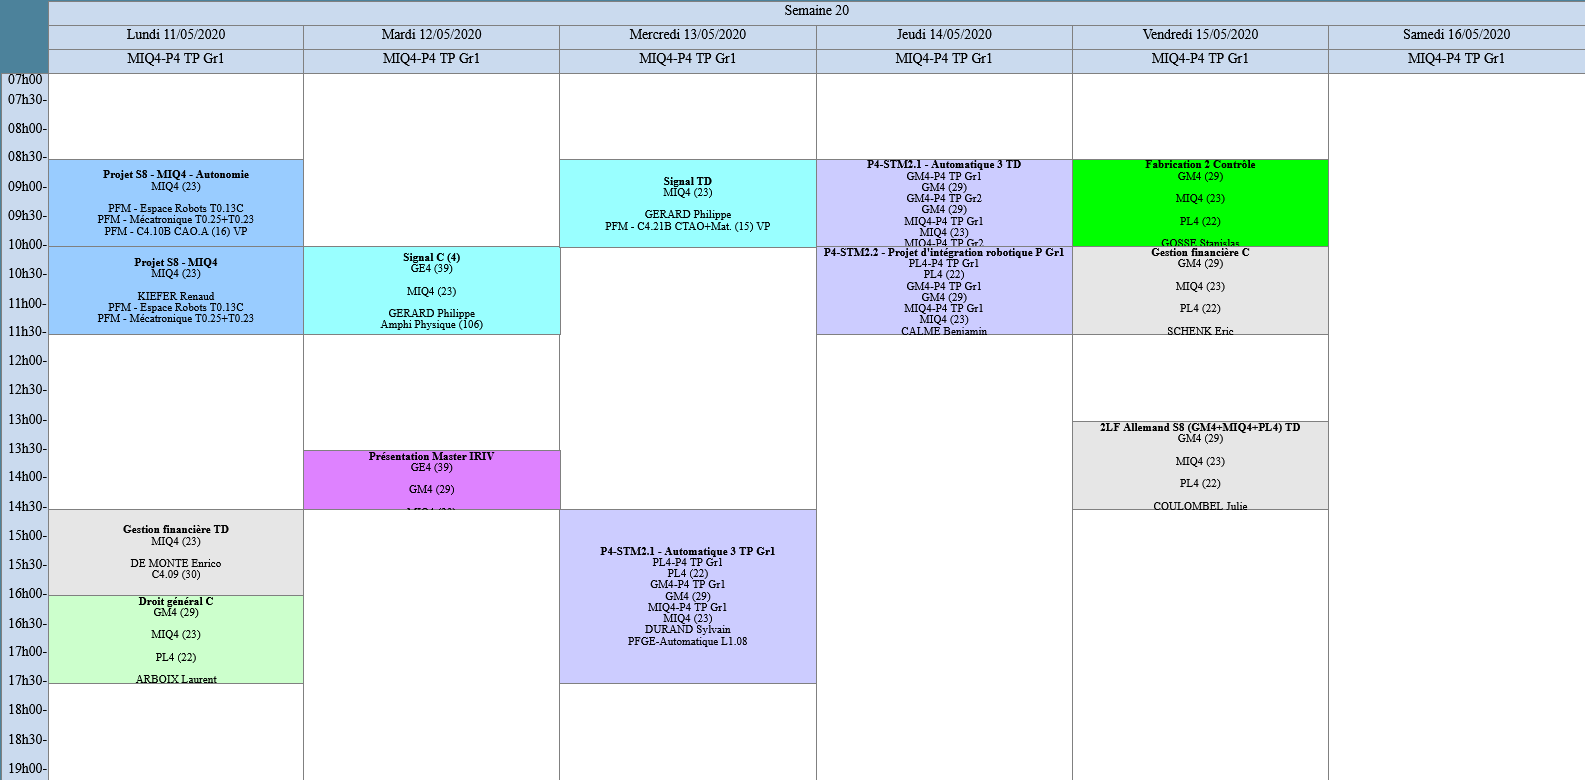 Semaine 20
Lundi 11/05/2020
Mardi 12/05/2020
Mercredi 13/05/2020
Jeudi 14/05/2020
Vendredi 15/05/2020
Samedi 16/05/2020
MIQ4-P4 TP Gr1
MIQ4-P4 TP Gr1
MIQ4-P4 TP Gr1
MIQ4-P4 TP Gr1
MIQ4-P4 TP Gr1
MIQ4-P4 TP Gr1
07h00
07h30-
08h00-
08h30-
09h00-
09h30-
10h00-
10h30-
11h00-
11h30-
12h00-
12h30-
13h00-
13h30-
14h00-
14h30-
15h00-
15h30-
16h00-
16h30-
17h00-
17h30-
18h00-
18h30-
19h00-
Projet S8 - MIQ4 - Autonomie
MIQ4 (23)
PFM - Espace Robots T0.13C
PFM - Mécatronique T0.25+T0.23
PFM - C4.10B CAO.A (16) VP
Projet S8 - MIQ4
MIQ4 (23)
KIEFER Renaud
PFM - Espace Robots T0.13C
PFM - Mécatronique T0.25+T0.23
Gestion financière TD
MIQ4 (23)
DE MONTE Enrico
C4.09 (30)
Droit général C
GM4 (29)
MIQ4 (23)
PL4 (22)
ARBOIX Laurent
Signal C (4)
GE4 (39)
MIQ4 (23)
GERARD Philippe
Amphi Physique (106)
Présentation Master IRIV
GE4 (39)
GM4 (29)
MIQ4 (23)
Signal TD
MIQ4 (23)
GERARD Philippe
PFM - C4.21B CTAO+Mat. (15) VP
P4-STM2.1 - Automatique 3 TP Gr1
PL4-P4 TP Gr1
PL4 (22)
GM4-P4 TP Gr1
GM4 (29)
MIQ4-P4 TP Gr1
MIQ4 (23)
DURAND Sylvain
PFGE-Automatique L1.08
P4-STM2.1 - Automatique 3 TD
GM4-P4 TP Gr1
GM4 (29)
GM4-P4 TP Gr2
GM4 (29)
MIQ4-P4 TP Gr1
MIQ4 (23)
MIQ4-P4 TP Gr2
P4-STM2.2 - Projet d'intégration robotique P Gr1
PL4-P4 TP Gr1
PL4 (22)
GM4-P4 TP Gr1
GM4 (29)
MIQ4-P4 TP Gr1
MIQ4 (23)
CALME Benjamin
Fabrication 2 Contrôle
GM4 (29)
MIQ4 (23)
PL4 (22)
GOSSE Stanislas
Gestion financière C
GM4 (29)
MIQ4 (23)
PL4 (22)
SCHENK Eric
2LF Allemand S8 (GM4+MIQ4+PL4) TD
GM4 (29)
MIQ4 (23)
PL4 (22)
COULOMBEL Julie